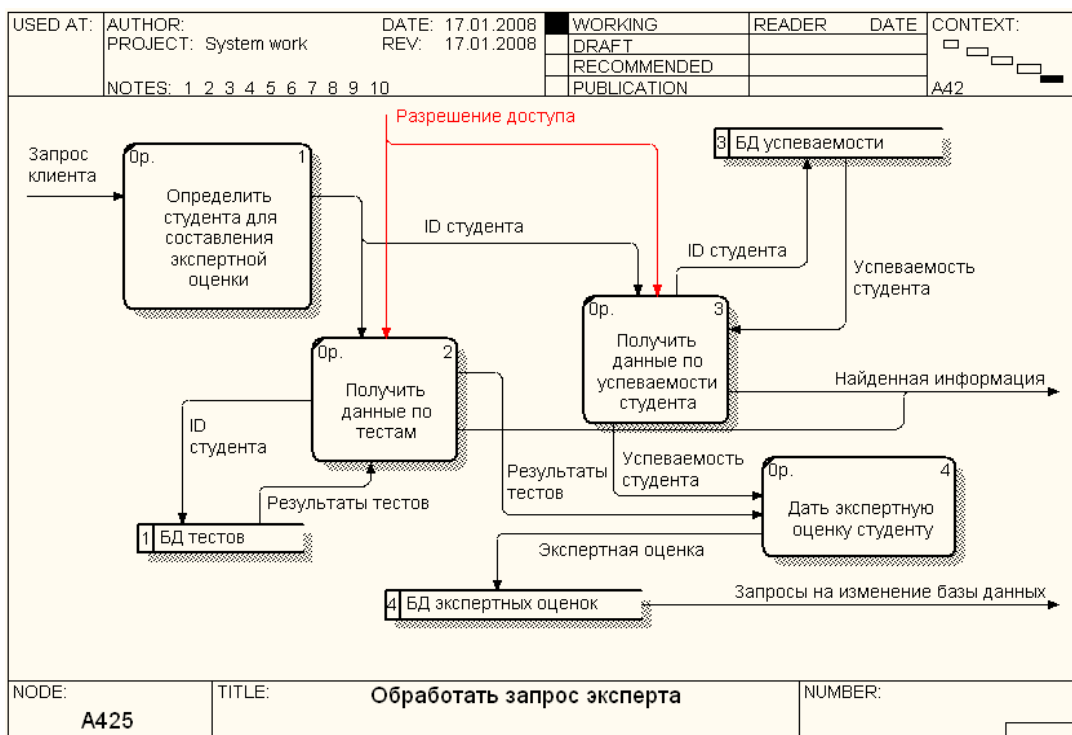 USED AT:
AUTHOR:
DATE: 17.01.2008
PROJECT: System work
REV: 17.01.2008
NOTES: 1 2 3 4 5 6 7 8 9 10
WORKING
DRAFT
RECOMMENDED
PUBLICATION
READER DATE
CONTEXT:
A42
Разрешение доступа
Запрос
клиента
0р. 1
Определить
студента для
составления
экспертной
оценки
ID студента
3 БД успеваемости
ID студента
Успеваемость
студента
0р. 3
Получить
данные по
успеваемости
студента
0р. 2
Получить
данные по
тестам
Найденная информация
ID
студента
Результаты тестов
1 БД тестов
Результаты
тестов
Успеваемость
студента
0р. 4
Дать экспертную
оценку студенту
Экспертная оценка
4 БД экспертных оценок
Запросы на изменение базы данных
NODE:
A425
TITLE:
Обработать запрос эксперта
NUMBER: